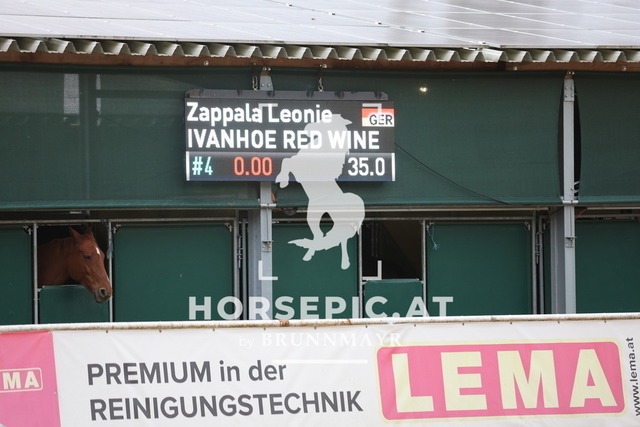 Zappala Leonie
GER
IVANHOE RED WINE
#4 0.00 35.0
HORSEPIC.AT
by BRUNNMAYR
LEMA
PREMIUM in der
REINIGUNGSTECHNIK
LEMA
www.lema.at